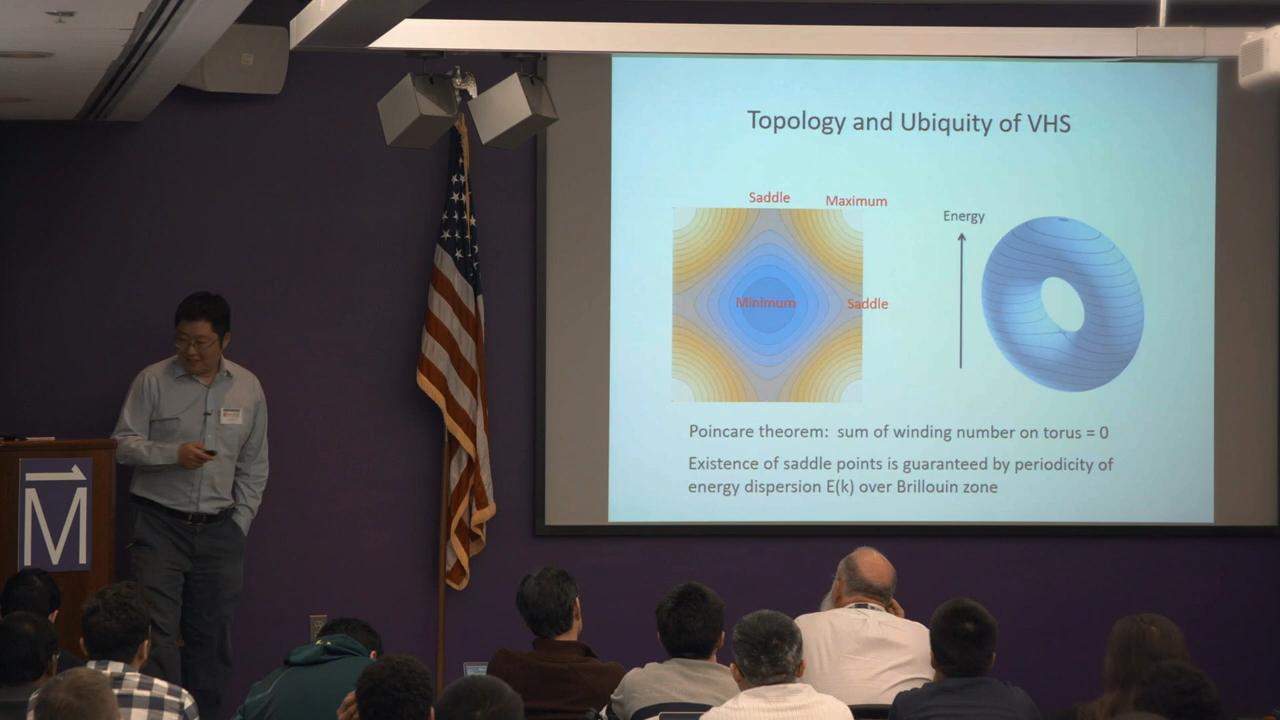 Topology and Ubiquity of VHS
Saddle
Maximum
Energy
Minimum
Saddle
Poincare theorem: sum of winding number on torus = 0
Existence of saddle points is guaranteed by periodicity of
energy dispersion E(k) over Brillouin zone
M